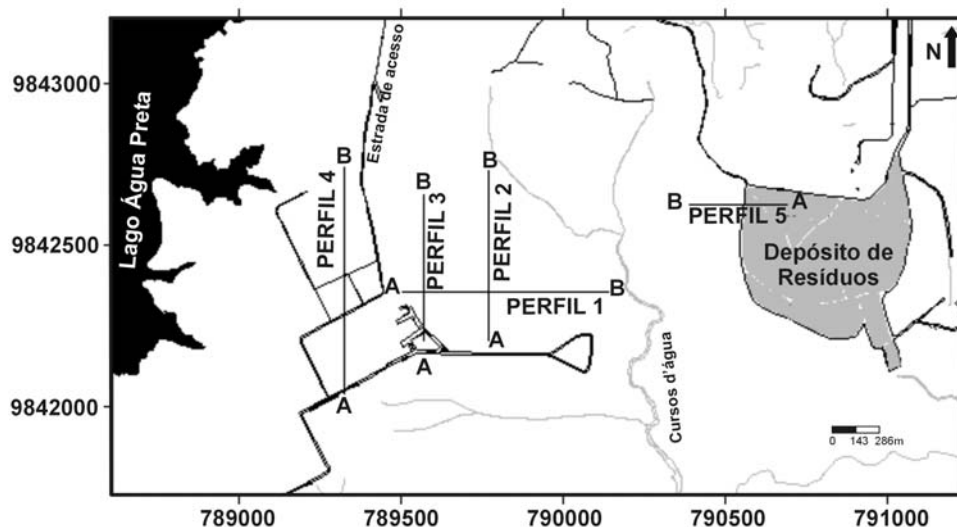 9843000
9842500
9842000
789000
789500
790000
790500
791000
Lago Água Preta
Estrada de acesso
N
B
PERFIL 4
A
B
PERFIL 3
A
B
PERFIL 2
A
A
PERFIL 1
B
B
PERFIL 5
A
Depósito de
Resíduos
Cursos d'água
0 143 286m